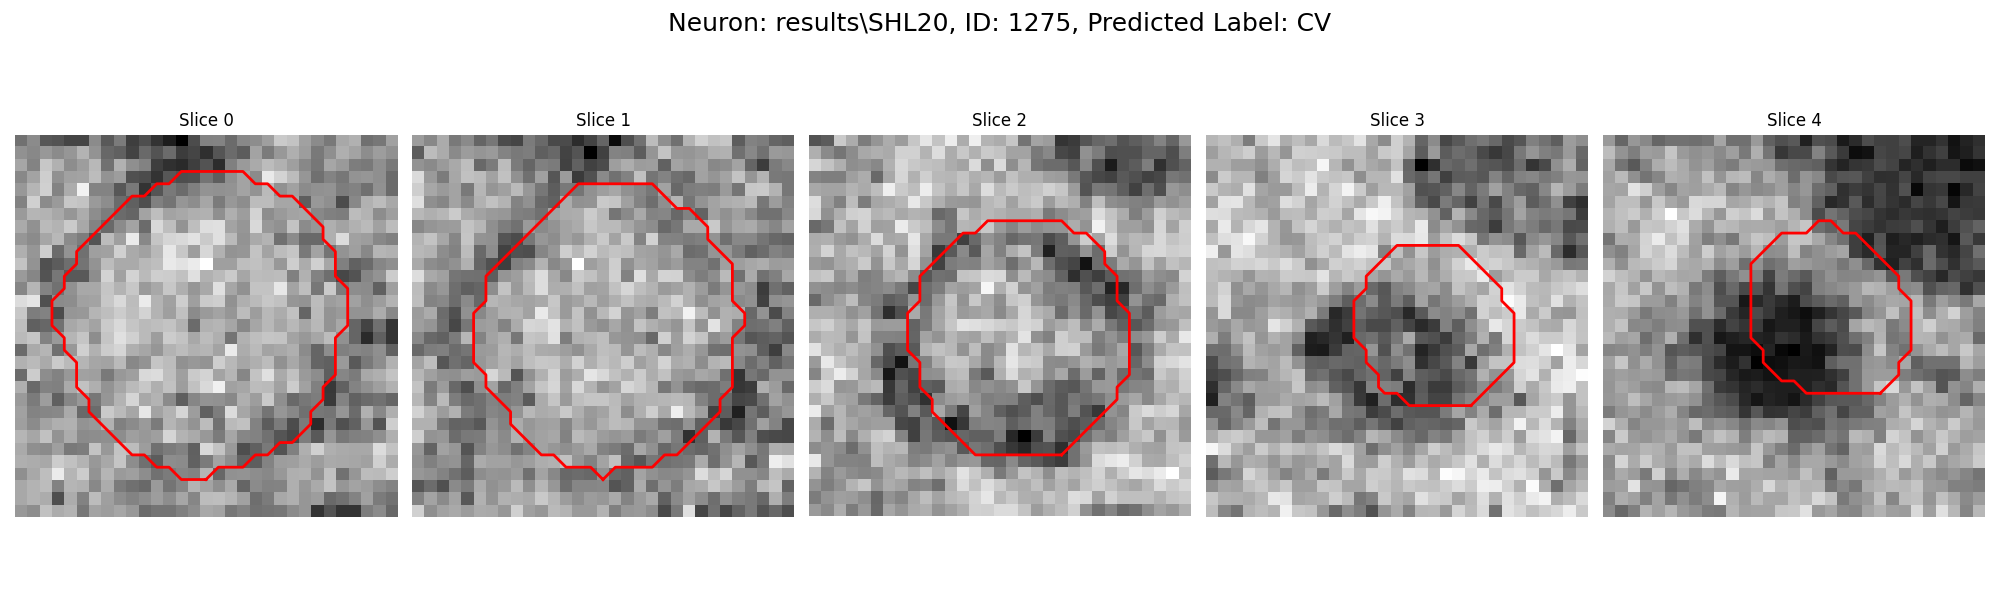 Neuron: results\SHL20, ID: 1275, Predicted Label: CV
Slice 0
Slice 1
Slice 2
Slice 3
Slice 4